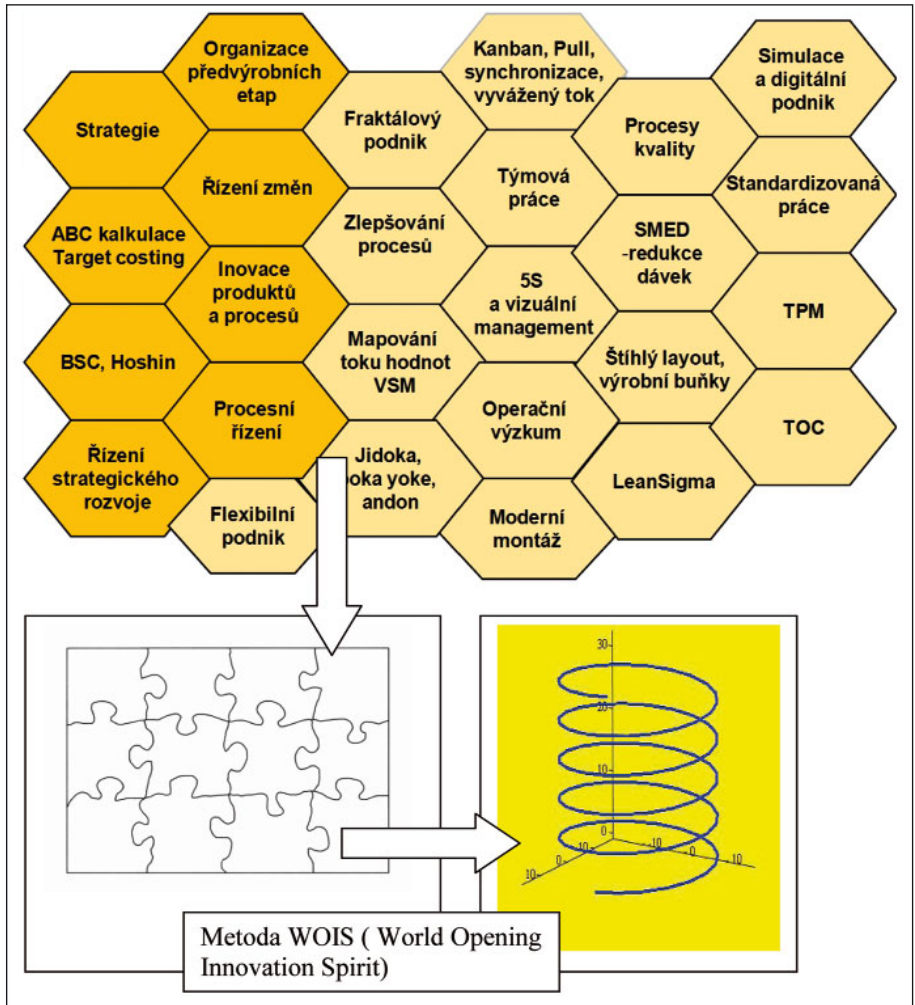 Organizace
předvýrobních
etap
Kanban, Pull,
synchronizace,
vyvážený tok
Simulace
a digitální
podnik
Strategie
Fraktálový
podnik
Procesy
kvality
Řízení změn
Týmová
práce
Standardizovaná
práce
ABC kalkulace
Target costing
Zlepšování
procesů
SMED
-redukce
dávek
Inovace
produktů
a procesů
5S
a vizuální
management
TPM
BSC, Hoshin
Mapování
toku hodnot
VSM
Štíhlý layout,
výrobní buňky
Procesní
řízení
Operační
výzkum
TOC
Řízení
strategického
rozvoje
Jidoka,
oka yoke,
andon
LeanSigma
Flexibilní
podnik
Moderní
montáž
30
20
10
0
10
0
10
10
0
10
Metoda WOIS ( World Opening
Innovation Spirit)